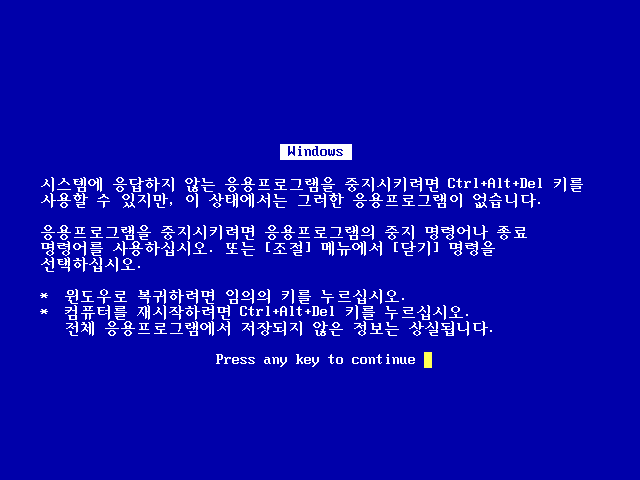 Windows
시스템에 응답하지 않는 응용프로그램을 중지시키려면 Ctrl+Alt+Del 키를
사용할 수 있지만, 이 상태에서는 그러한 응용프로그램이 없습니다.
응용프로그램을 중지시키려면 응용프로그램의 중지 명령어나 종료
명령어를 사용하십시오. 또는 [조절] 메뉴에서 [닫기] 명령을
선택하십시오.
* 윈도우로 복귀하려면 임의의 키를 누르십시오.
* 컴퓨터를 재시작하려면 Ctrl+Alt+Del 키를 누르십시오.
전체 응용프로그램에서 저장되지 않은 정보는 상실됩니다.
Press any key to continue